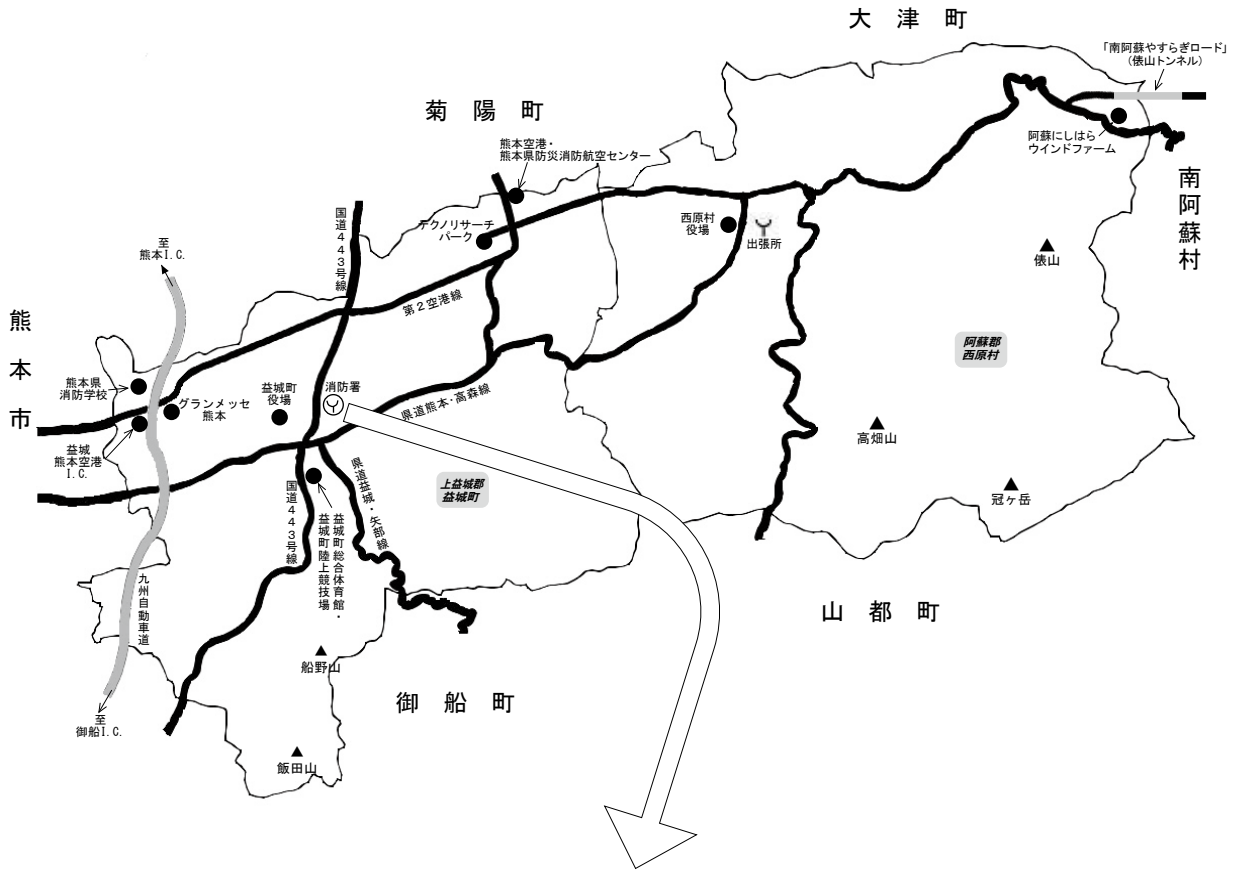 大津町
「南阿蘇やすらぎロード」
（俵山トンネル）
菊陽町
熊本空港・
熊本県防災消防航空センター
阿蘇にしはら
ウインドファーム
南阿蘇村
国道443号線
テクノリサーチ
パーク
西原村
役場
出張所
至
熊本I.C.
俵山
第2空港線
熊本市
阿蘇郡
西原村
熊本県
消防学校
グランメッセ
熊本
益城町
役場
消防署
県道熊本・高森線
高畑山
益城
熊本空港
I.C.
県道益城・矢部線
上益城郡
益城町
冠ヶ岳
国道443号線
益城町総合体育館・
益城町陸上競技場
九州自動車道
山都町
船野山
御船町
至
御船I.C.
飯田山